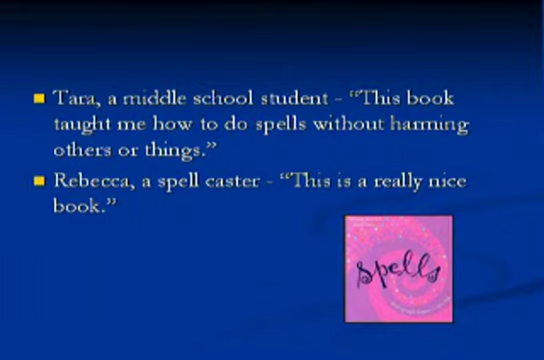 Tara, a middle school student - “This book
taught me how to do spells without harming
others or things.”
Rebecca, a spell caster - “This is a really nice
book.”
spells